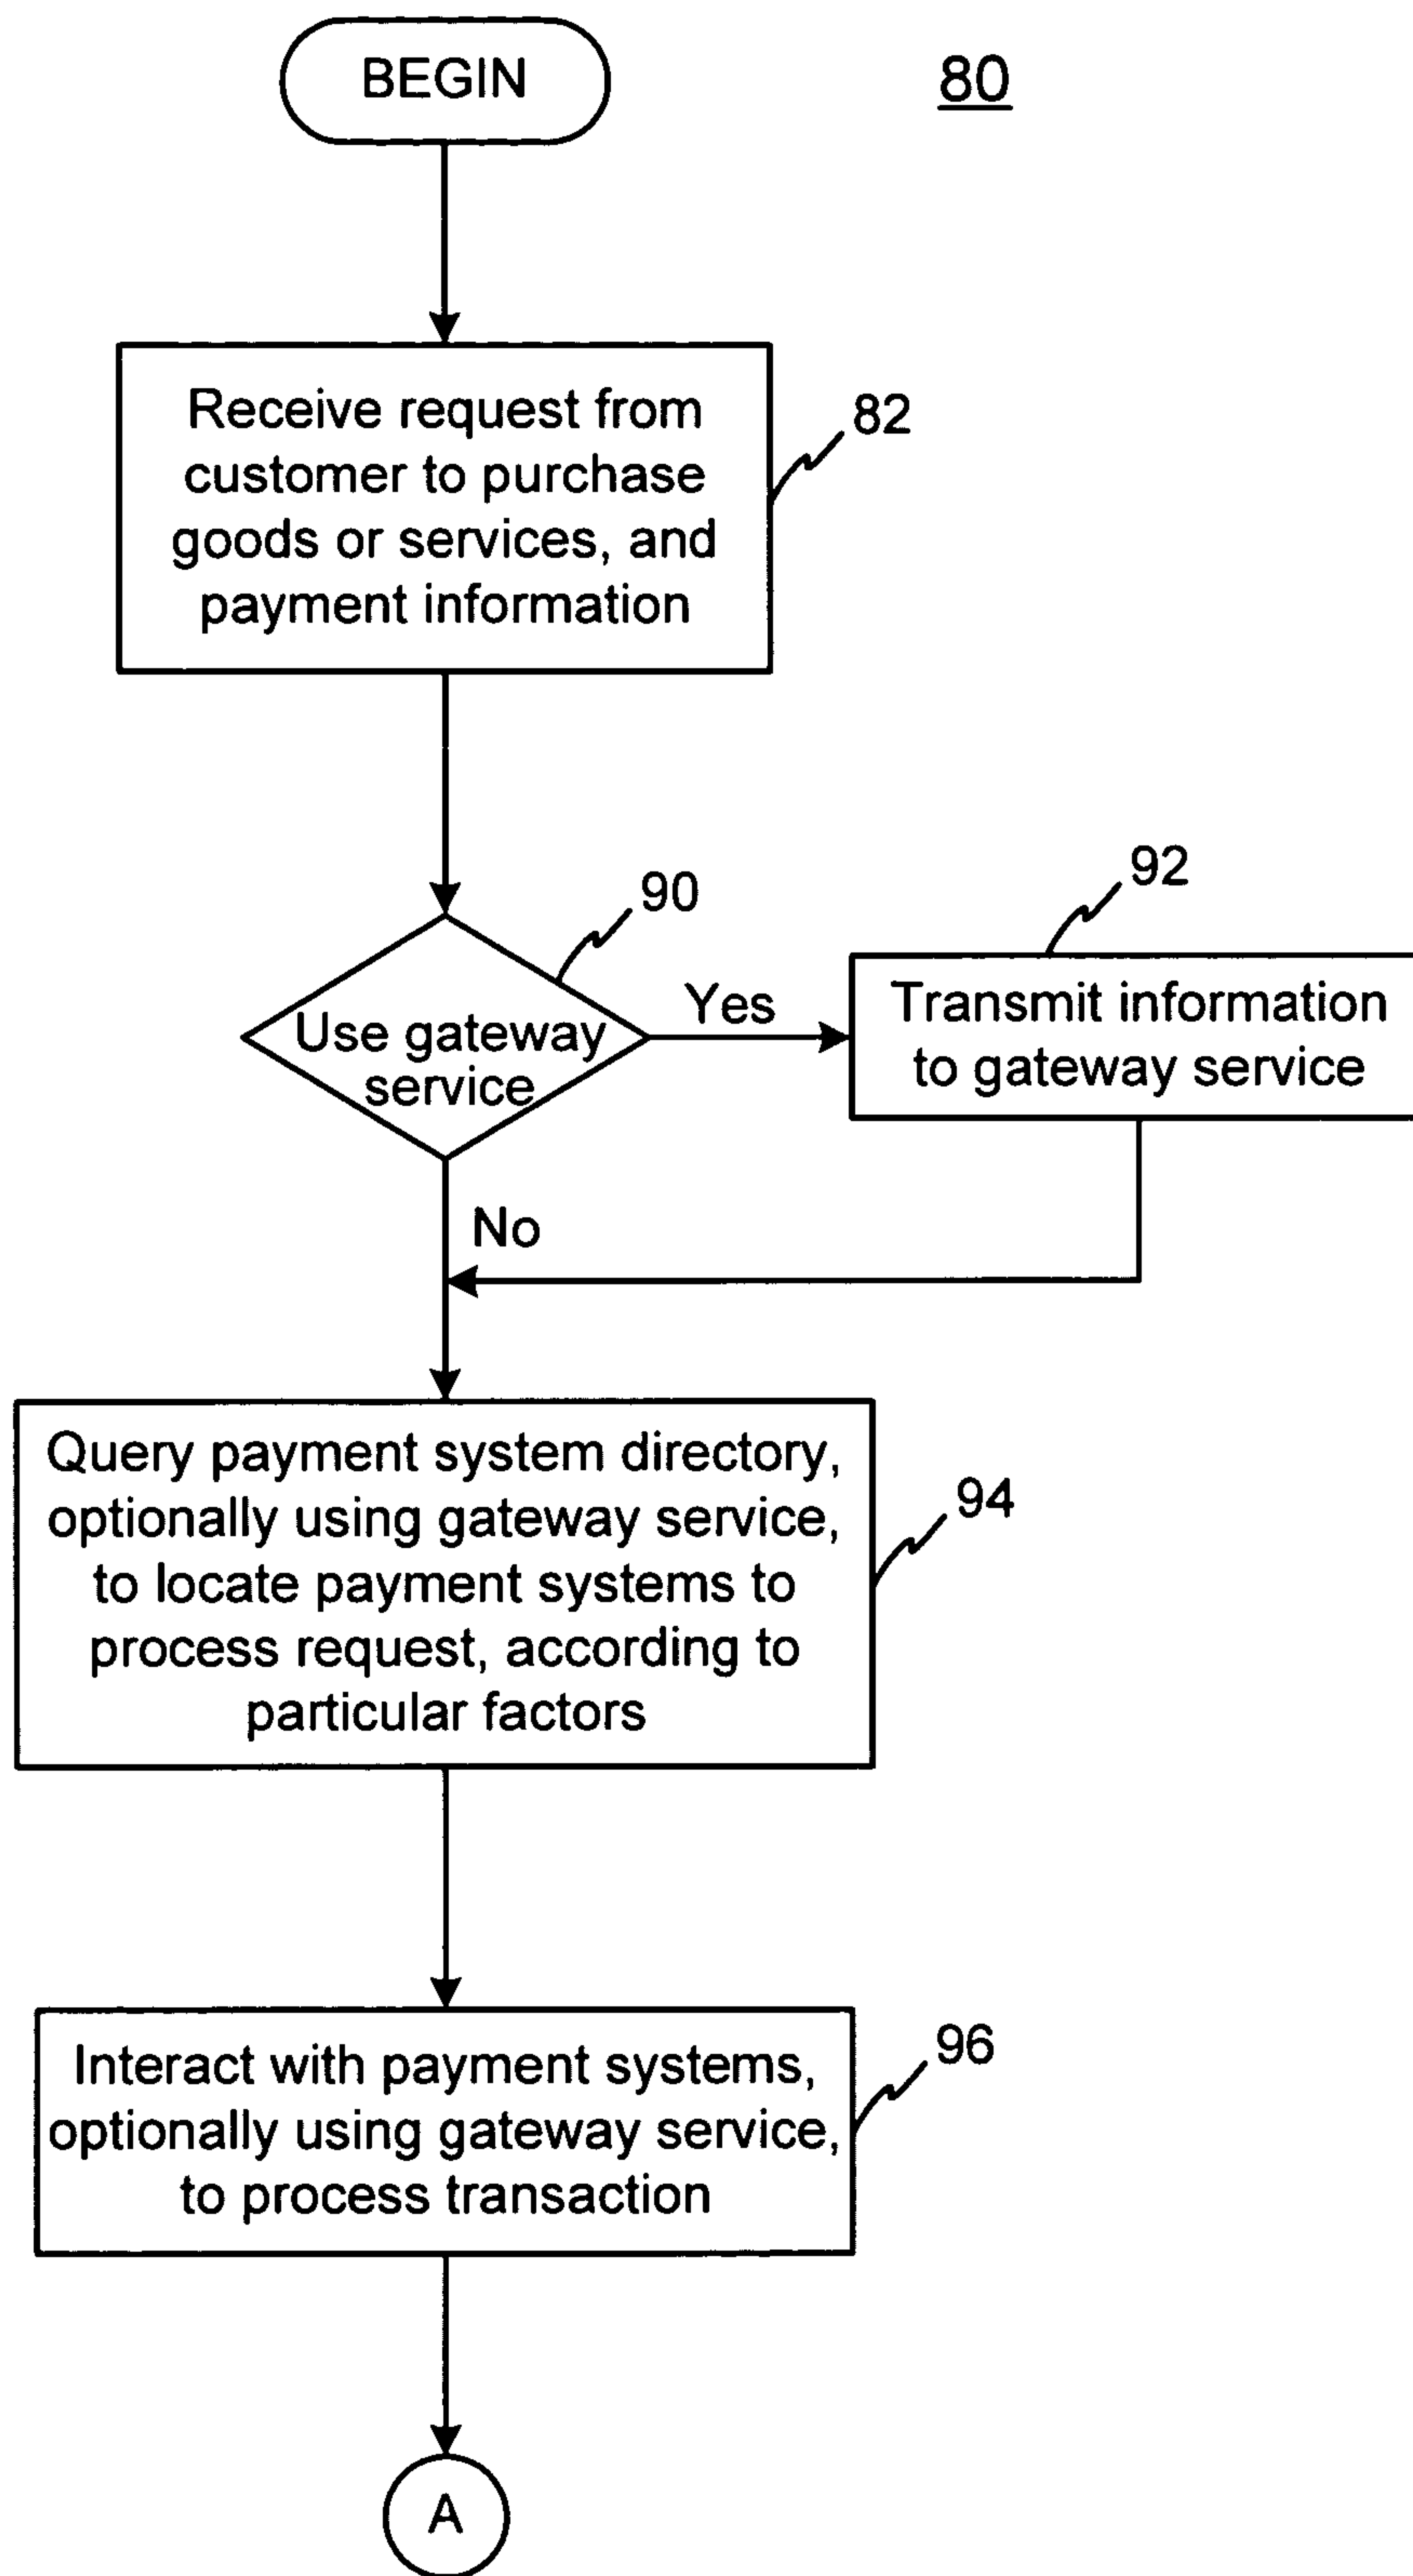 BEGIN
80
Receive request from
customer to purchase
goods or services, and
payment information
82
90
92
Use gateway
service
Yes
Transmit information
to gateway service
No
Query payment system directory,
optionally using gateway service,
to locate payment systems to
process request, according to
particular factors
94
Interact with payment systems,
optionally using gateway service,
to process transaction
96
A